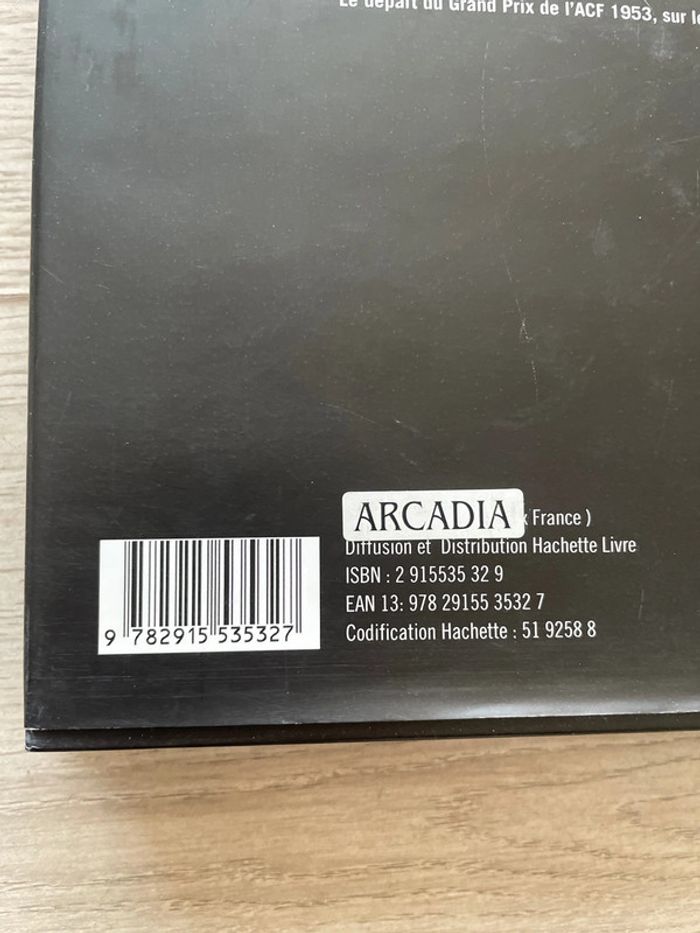 Le départ du Grand Prix de l'ACF 1953, sur
ARCADIA France )
Diffusion et Distribution Hachette Livre
ISBN : 2 915535 32 9
EAN 13: 978 29155 3532 7
Codification Hachette : 51 9258 8
9 782915 535327